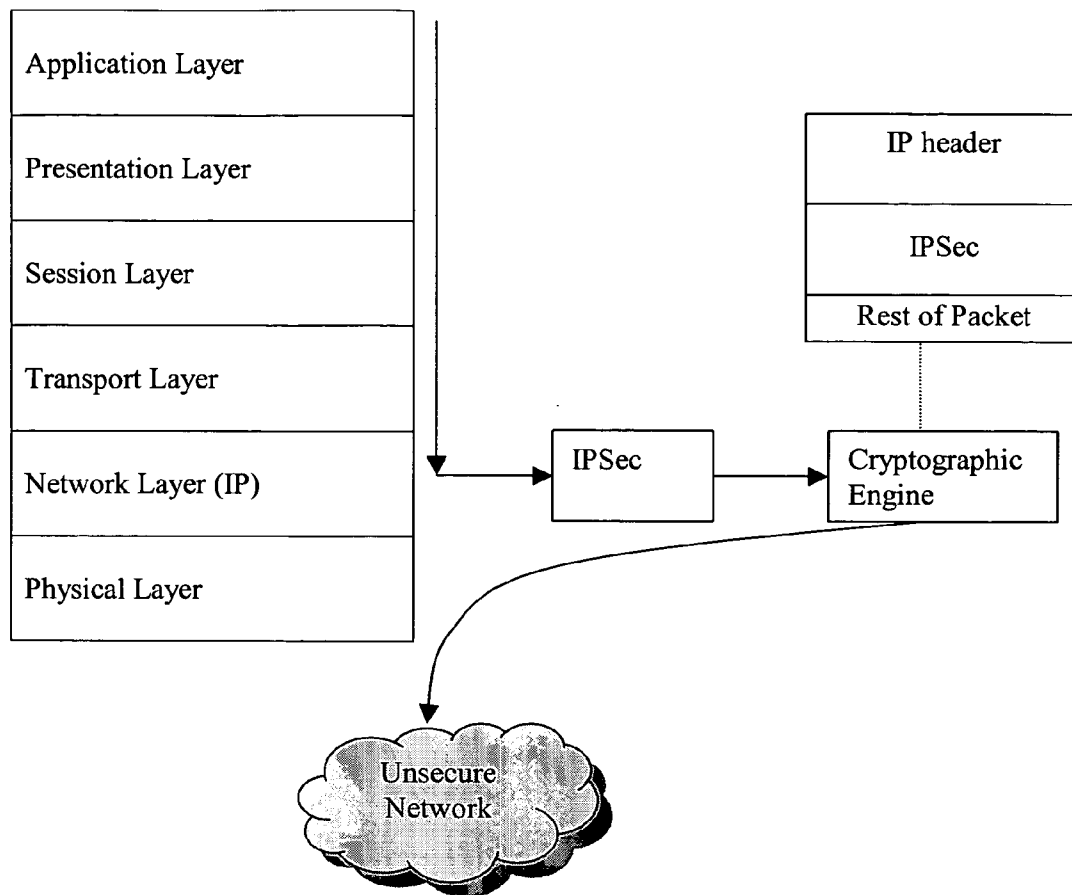 Application Layer
Presentation Layer
Session Layer
Transport Layer
Network Layer (IP)
Physical Layer
IP header
IPSec
Rest of Packet
IPSec
Cryptographic
Engine
Unsecure
Network